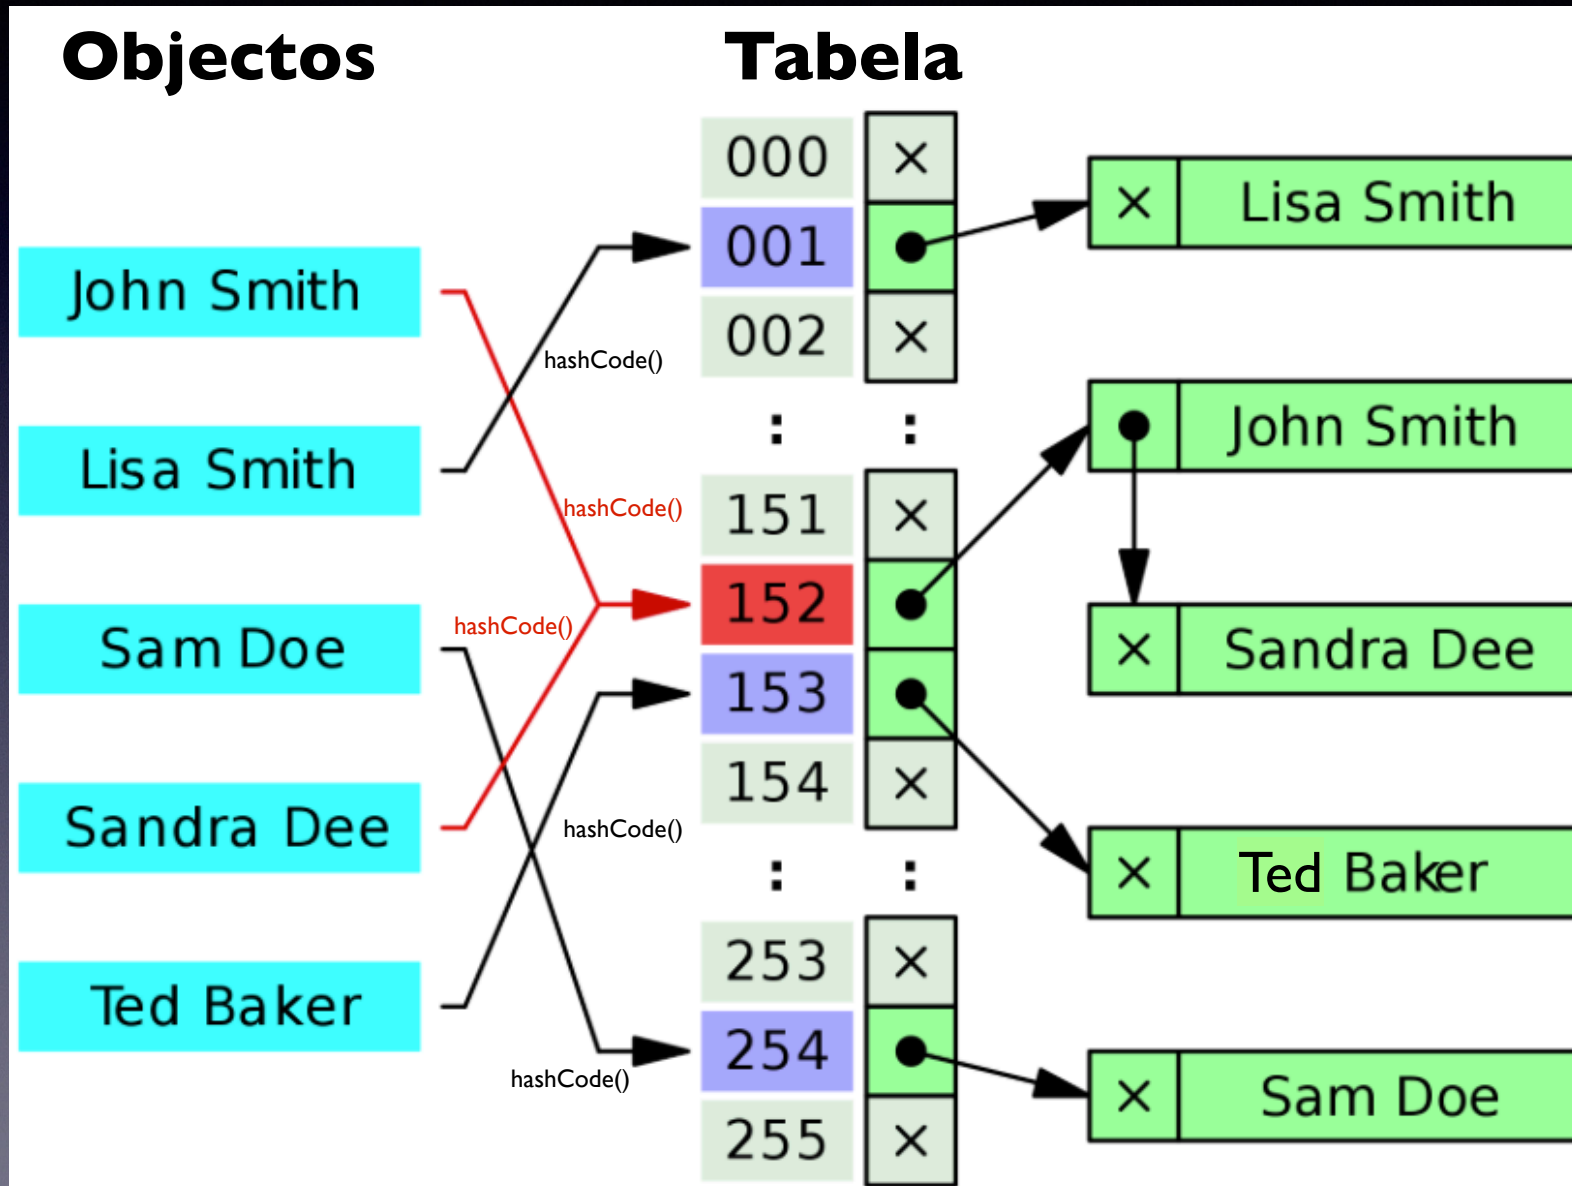 Objectos
Tabela
John Smith
Lisa Smith
Sam Doe
Sandra Dee
Ted Baker
hashCode()
hashCode()
hashCode()
hashCode()
hashCode()
000 ×
001
002 ×
: :
151 ×
152
153
154 ×
: :
253 ×
254
255 ×
× Lisa Smith
John Smith
× Sandra Dee
× Ted Baker
× Sam Doe